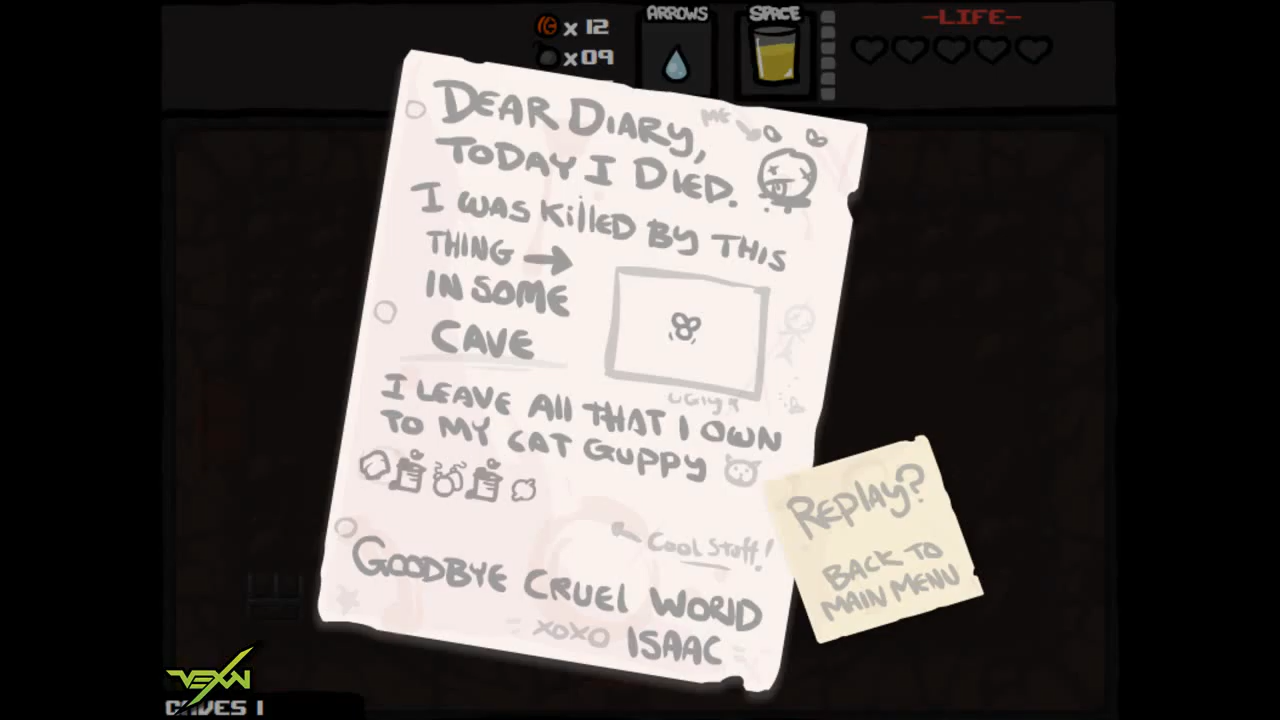 ARROWS
SPACE
-LIFE-
x 12
x 09
DEAR DIARY,
ME
TODAY I DIED.
I WAS KILLED BY THIS
THING →
IN SOME
CAVE
UGLY
I LEAVE ALL THAT I OWN
TO MY CAT GUPPY
COOL STUFF!
GOODBYE CRUEL WORLD
XOXO ISAAC
REPLAY?
BACK TO
MAIN MENU
VEXN
CAVES I